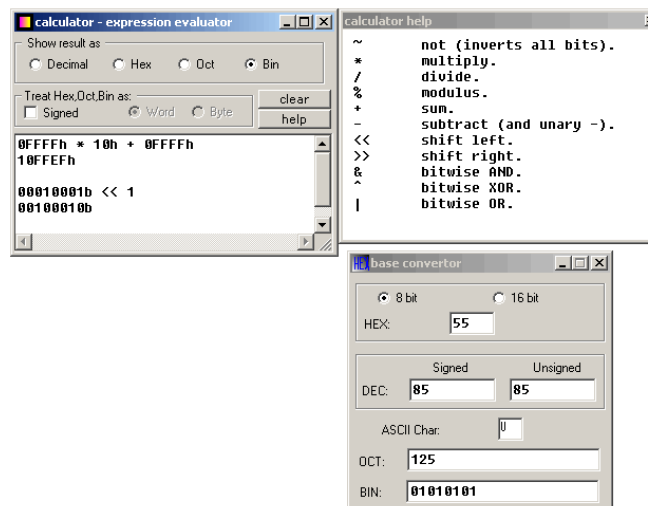 calculator - expression evaluator
Show result as
Decimal Hex Oct Bin
Treat Hex,Oct,Bin as:
Signed Word Byte
clear
help
0FFFFh * 10h + 0FFFFh
10FFEFh
00010001b << 1
00100010b
calculator help
~ not (inverts all bits).
* multiply.
/ divide.
% modulus.
+ sum.
- subtract (and unary -).
<< shift left.
>> shift right.
& bitwise AND.
^ bitwise XOR.
| bitwise OR.
HEX base convertor
8 bit 16 bit
HEX: 55
Signed Unsigned
DEC: 85 85
ASCII Char: U
OCT: 125
BIN: 01010101